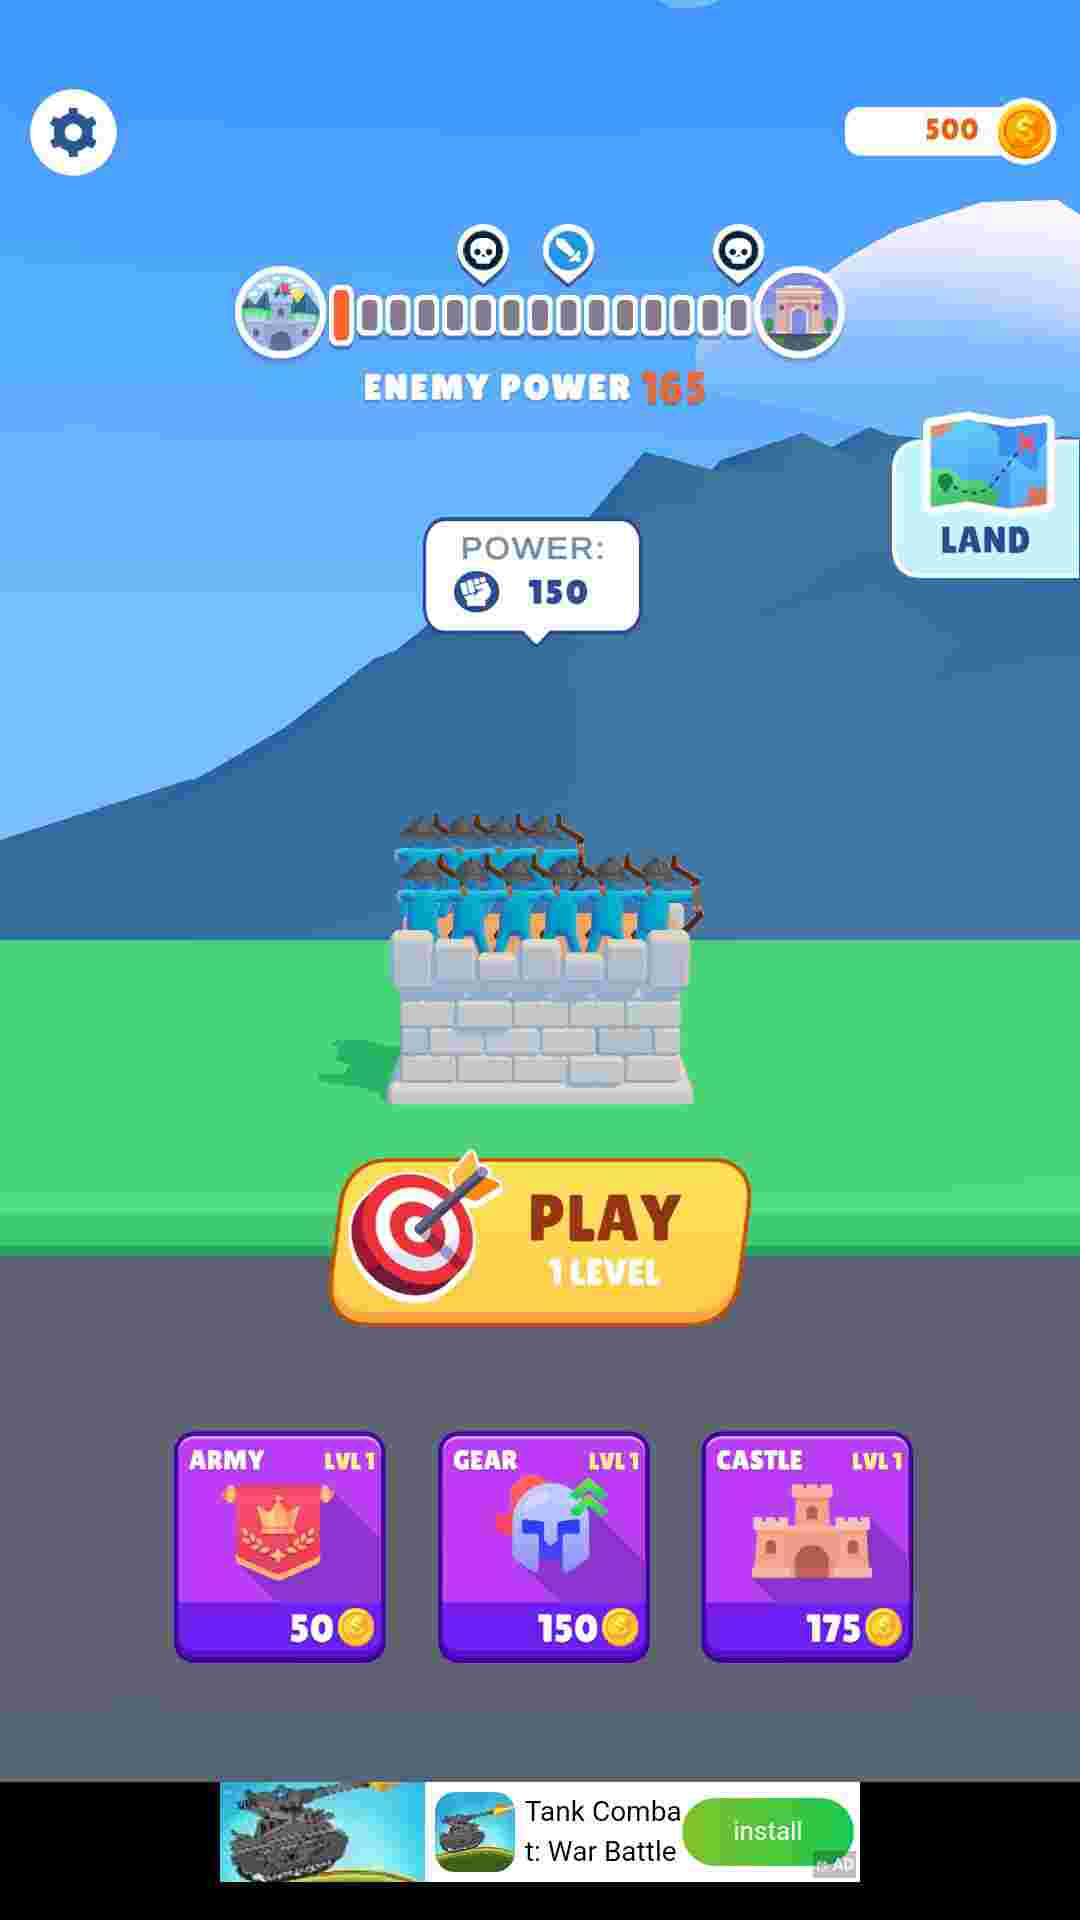 500
ENEMY POWER 165
LAND
POWER:
150
PLAY
1 LEVEL
ARMY LVL 1
GEAR LVL 1
CASTLE LVL 1
50
150
175
Tank Comba
t: War Battle
install
AD